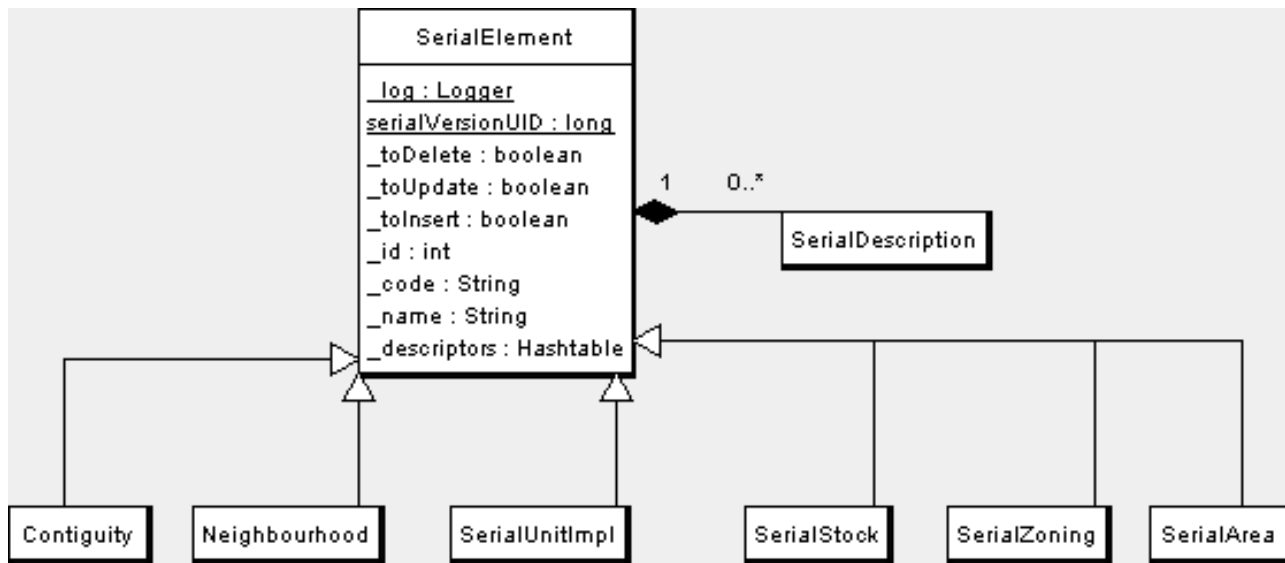 SerialElement
_log : Logger
serialVersionUID : long
_toDelete : boolean
_toUpdate : boolean
_toInsert : boolean
_id : int
_code : String
_name : String
_descriptors : Hashtable
1 0..*
SerialDescription
Contiguity Neighbourhood SerialUnitImpl SerialStock SerialZoning SerialArea